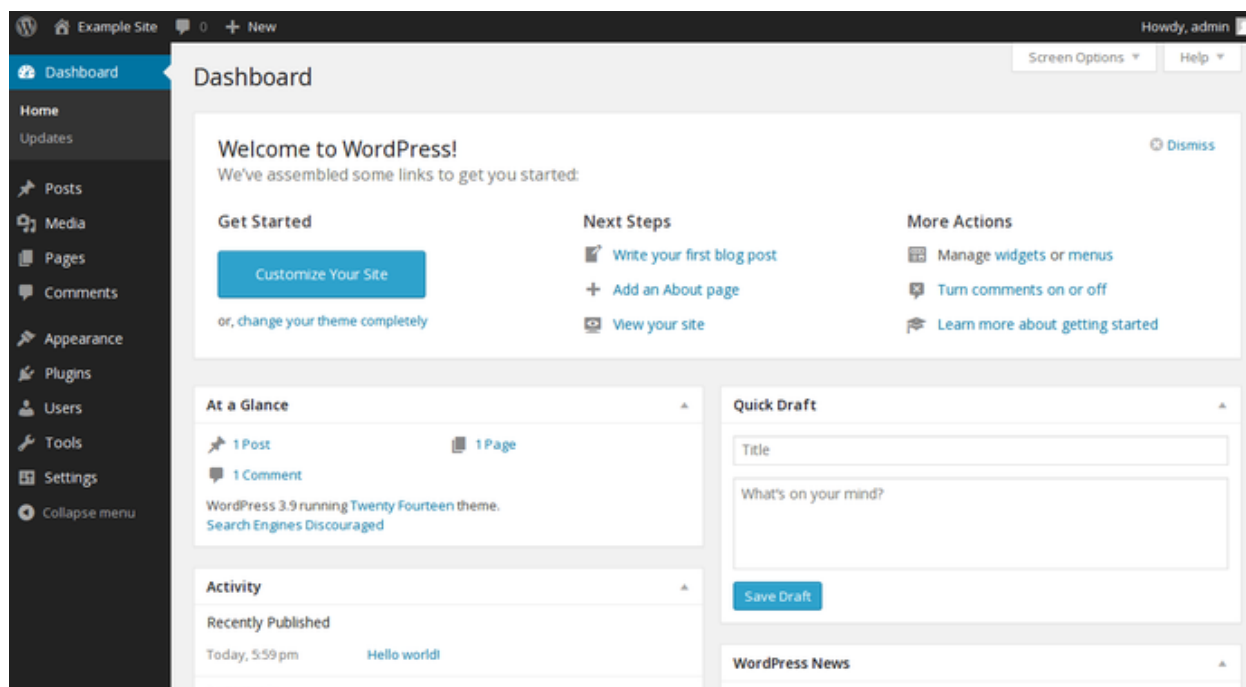 Example Site 0 + New Howdy, admin
Dashboard
Home
Updates
Posts
Media
Pages
Comments
Appearance
Plugins
Users
Tools
Settings
Collapse menu
Screen Options Help
Dashboard
Welcome to WordPress!
Dismiss
We've assembled some links to get you started:
Get Started
Customize Your Site
or, change your theme completely
Next Steps
Write your first blog post
Add an About page
View your site
More Actions
Manage widgets or menus
Turn comments on or off
Learn more about getting started
At a Glance
1 Post 1 Page
1 Comment
WordPress 3.9 running Twenty Fourteen theme.
Search Engines Discouraged
Activity
Recently Published
Today, 5:59 pm Hello world!
Quick Draft
Title
What's on your mind?
Save Draft
WordPress News